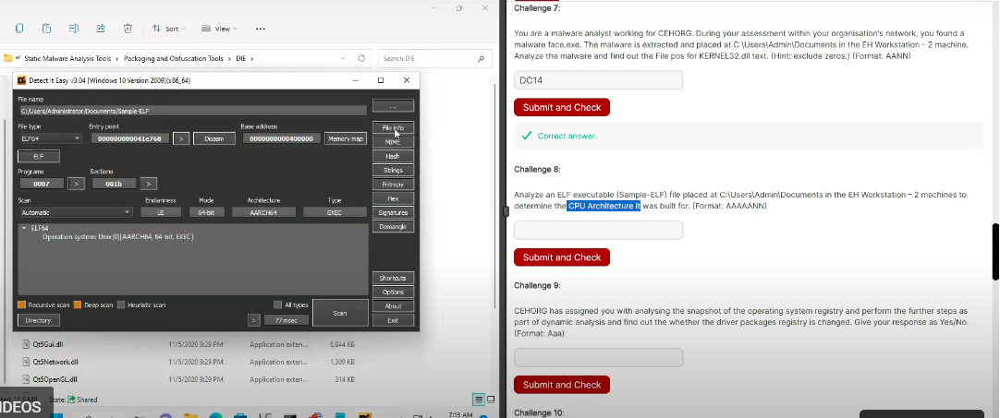 Sort
View
Static Malware Analysis Tools
Packaging and Obfuscation Tools
DIE
Search DIE
Detect It Easy v3.04 [Windows 10 Version 2009](x86_64)
File name
C:/Users/Administrator/Documents/Sample-ELF
...
File type
Entry point
Base address
File info
ELF64
000000000041e768
>
Disasm
0000000000400000
Memory map
MIME
ELF
Hash
Programs
Sections
Strings
0007
>
001b
>
Entropy
Scan
Endianness
Mode
Architecture
Type
Hex
Automatic
LE
64-bit
AARCH64
EXEC
Signatures
Demangle
ELF64
Operation system: Unix(0)[AARCH64, 64-bit, EXEC]
Shortcuts
Recursive scan
Deep scan
Heuristic scan
All types
Scan
Options
About
Directory
>
77 msec
Exit
Qt5Gui.dll
11/5/2020 9:29 PM
Application exten...
6,844 KB
Qt5Network.dll
11/5/2020 9:29 PM
Application exten...
1,309 KB
Qt5OpenGL.dll
11/5/2020 9:29 PM
Application exten...
314 KB
State:
Shared
IDEOS
7:13 AM
Challenge 7:
You are a malware analyst working for CEHORG. During your assessment within your organisation's network, you found a
malware face.exe. The malware is extracted and placed at C:\Users\Admin\Documents in the EH Workstation – 2 machine.
Analyze the malware and find out the File pos for KERNEL32.dll text. (Hint: exclude zeros.) (Format: AANN)
DC14
Submit and Check
Correct answer.
Challenge 8:
Analyze an ELF executable (Sample-ELF) file placed at C:\Users\Admin\Documents in the EH Workstation – 2 machines to
determine the CPU Architecture it was built for. (Format: AAAAANN)
Submit and Check
Challenge 9:
CEHORG has assigned you with analysing the snapshot of the operating system registry and perform the further steps as
part of dynamic analysis and find out the whether the driver packages registry is changed. Give your response as Yes/No.
(Format: Aaa)
Submit and Check
Challenge 10: